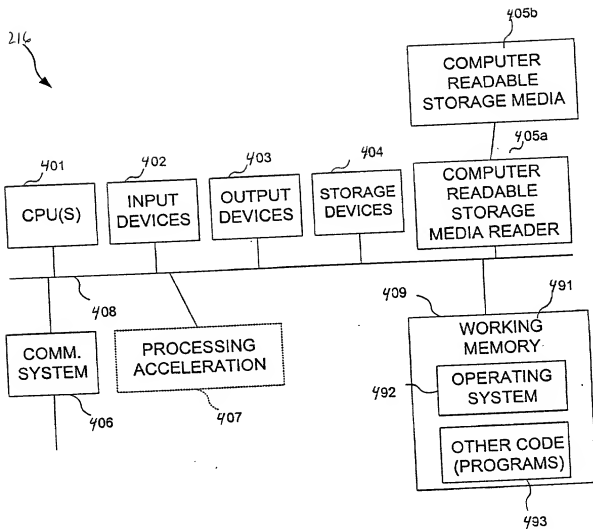 216
405b
COMPUTER
READABLE
STORAGE MEDIA
405a
401
402
403
404
CPU(S)
INPUT
DEVICES
OUTPUT
DEVICES
STORAGE
DEVICES
COMPUTER
READABLE
STORAGE
MEDIA READER
408
409
491
COMM.
SYSTEM
406
PROCESSING
ACCELERATION
407
WORKING
MEMORY
492
OPERATING
SYSTEM
OTHER CODE
(PROGRAMS)
493